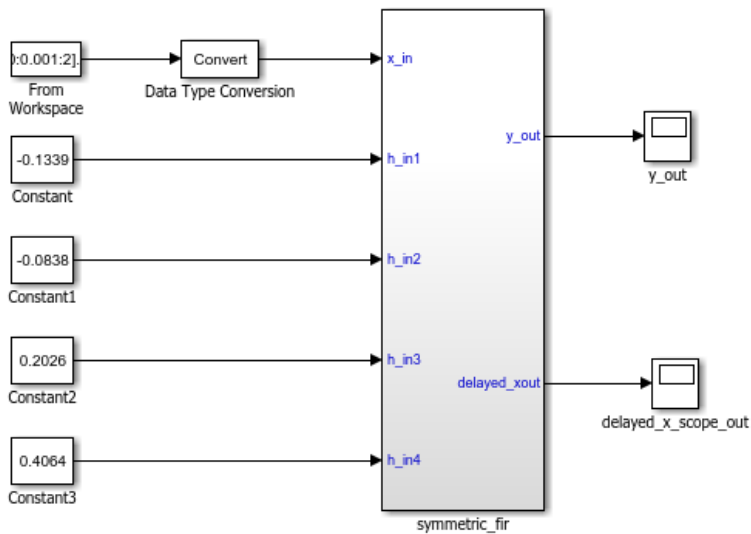 ):0.001:2].
From
Workspace
Convert
Data Type Conversion
x_in
-0.1339
Constant
h_in1
y_out
y_out
-0.0838
Constant1
h_in2
0.2026
Constant2
h_in3
delayed_xout
delayed_x_scope_out
0.4064
Constant3
h_in4
symmetric_fir